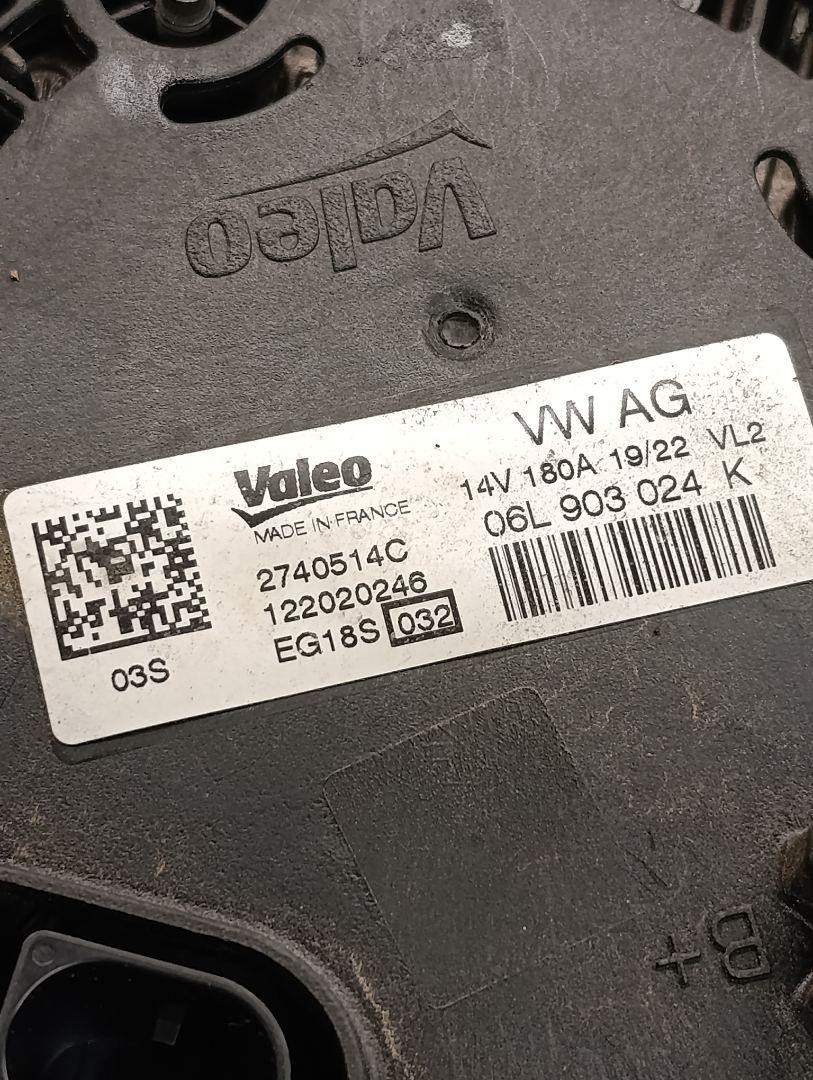 Valeo
VW AG
14V 180A 19/22 VL2
06L 903 024 K
Valeo
MADE IN FRANCE
2740514C
122020246
EG18S 032
03S
B+